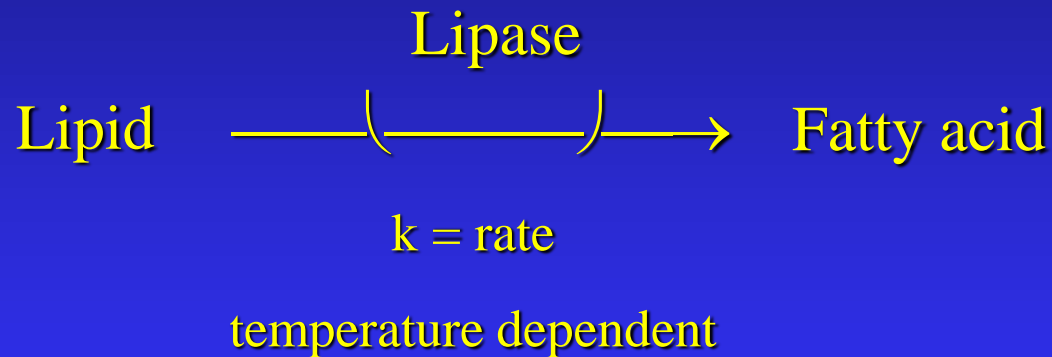 Lipase
Lipid → Fatty acid
k = rate
temperature dependent